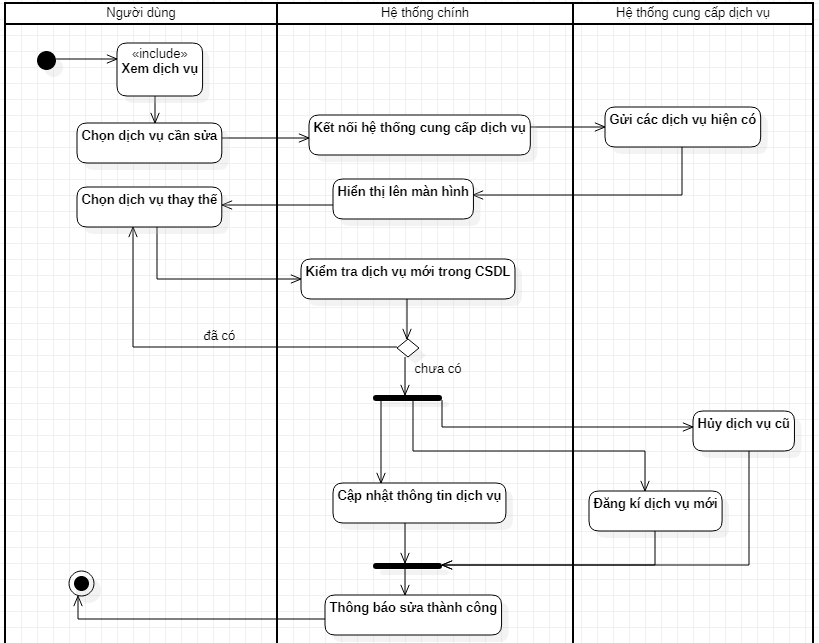 Người dùng
Hệ thống chính
Hệ thống cung cấp dịch vụ
«include»
Xem dịch vụ
Chọn dịch vụ cần sửa
Kết nối hệ thống cung cấp dịch vụ
Gửi các dịch vụ hiện có
Hiển thị lên màn hình
Chọn dịch vụ thay thế
Kiểm tra dịch vụ mới trong CSDL
đã có
chưa có
Hủy dịch vụ cũ
Cập nhật thông tin dịch vụ
Đăng kí dịch vụ mới
Thông báo sửa thành công